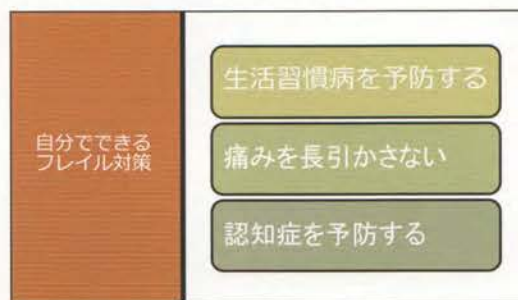 自分でできる
フレイル対策
生活習慣病を予防する
痛みを長引かさない
認知症を予防する